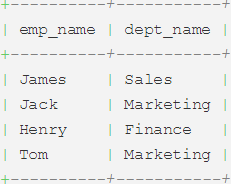 +----------+-----------+
| emp_name | dept_name |
+----------+-----------+
| James    | Sales     |
| Jack     | Marketing |
| Henry    | Finance   |
| Tom      | Marketing |
+----------+-----------+